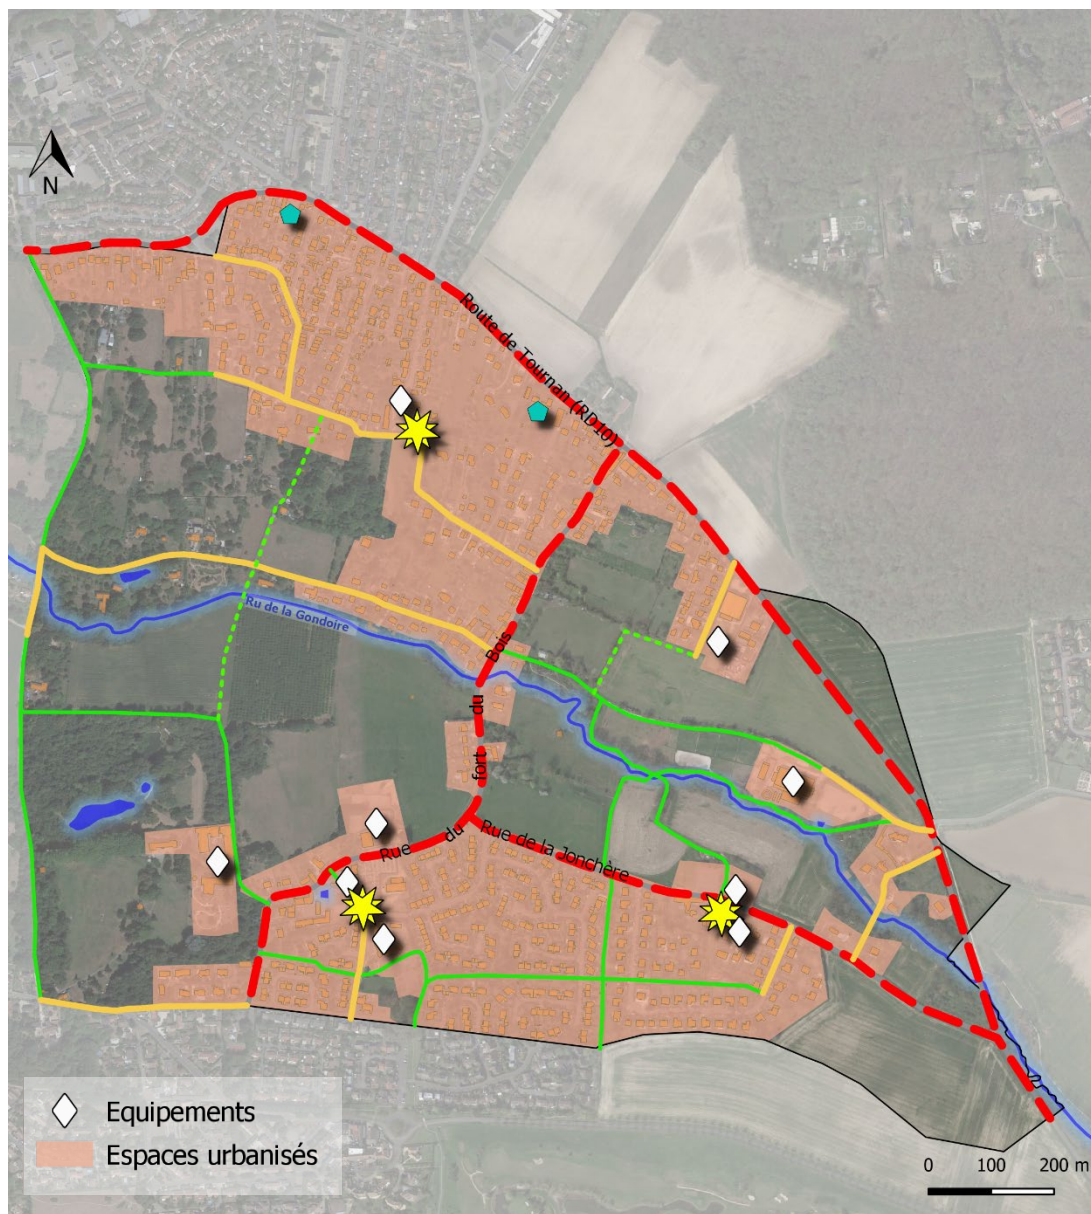 N
Route de Tournan (RD10)
Ru de la Gondoire
Rue du fort du Bois
Rue de la Jonchère
Equipements
Espaces urbanisés
0 100 200 m